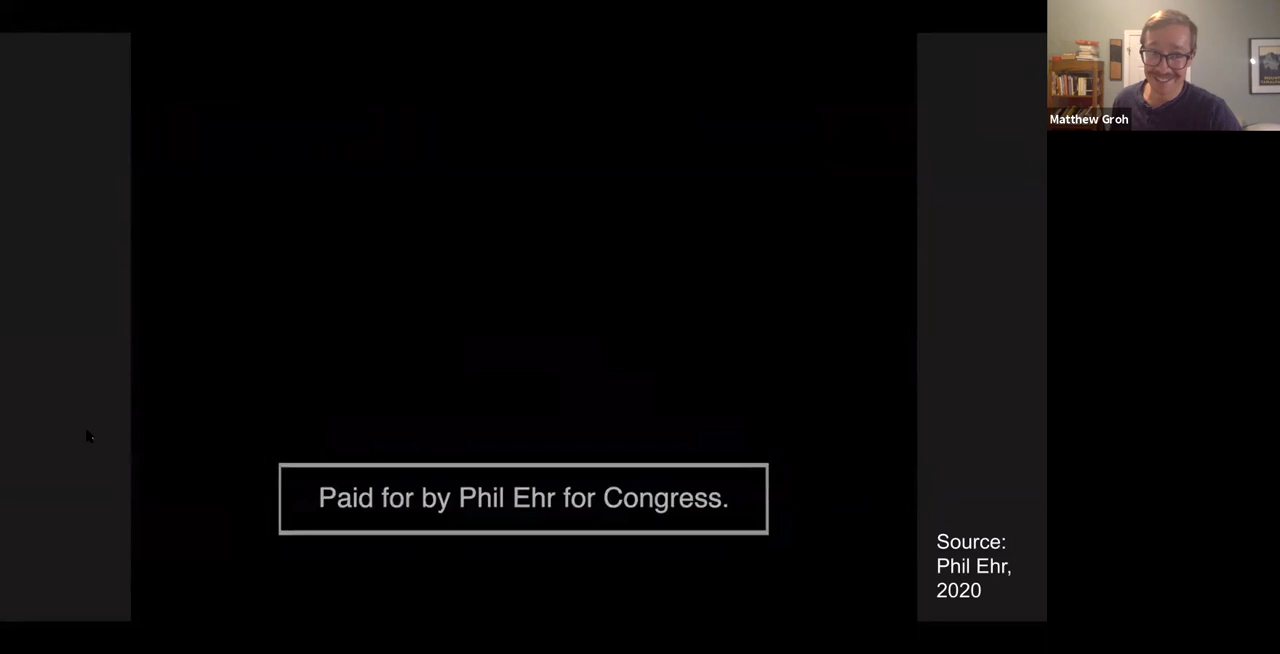 Matthew Groh
Paid for by Phil Ehr for Congress.
Source:
Phil Ehr,
2020